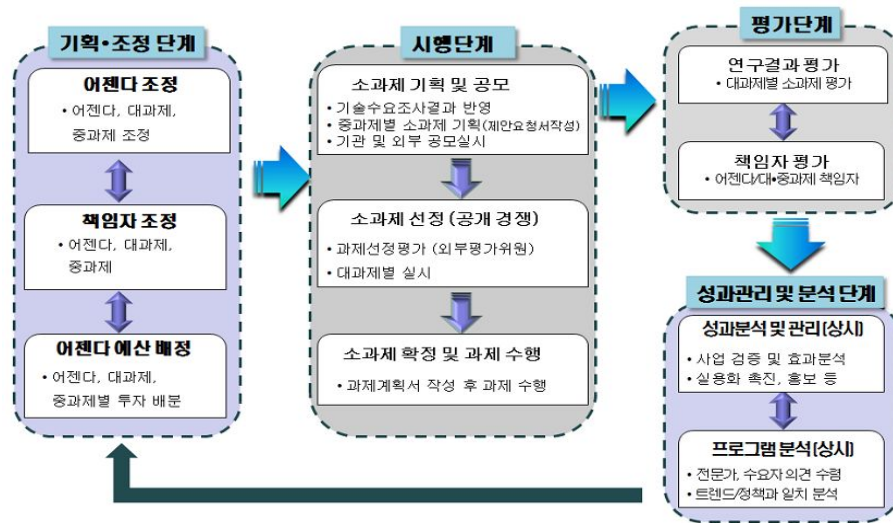 기획•조정 단계
어젠다 조정
• 어젠다, 대과제,
중과제 조정
책임자 조정
• 어젠다, 대과제,
중과제
어젠다 예산 배정
• 어젠다, 대과제,
중과제별 투자 배분
시행단계
소과제 기획 및 공모
• 기술수요조사결과 반영
• 중과제별 소과제 기획(제안요청서작성)
• 기관 및 외부 공모실시
소과제 선정 (공개 경쟁)
• 과제선정평가 (외부평가위원)
• 대과제별 실시
소과제 확정 및 과제 수행
• 과제계획서 작성 후 과제 수행
평가단계
연구결과 평가
• 대과제별 소과제 평가
책임자 평가
• 어젠다/대•중과제 책임자
성과관리 및 분석 단계
성과분석 및 관리(상시)
• 사업 검증 및 효과분석
• 실용화 촉진, 홍보 등
프로그램 분석(상시)
• 전문가, 수요자 의견 수렴
• 트렌드/정책과 일치 분석